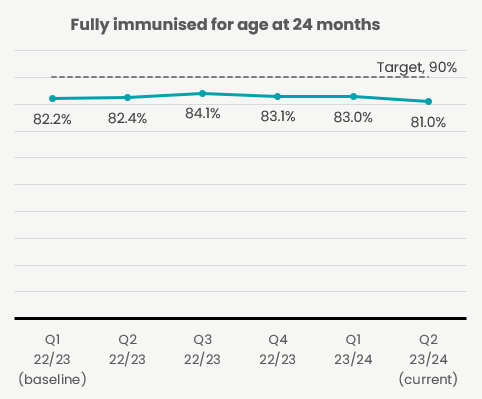 Fully immunised for age at 24 months
Target, 90%
82.2% 82.4% 84.1% 83.1% 83.0% 81.0%
Q1 Q2 Q3 Q4 Q1 Q2
22/23 22/23 22/23 22/23 23/24 23/24
(baseline) (current)